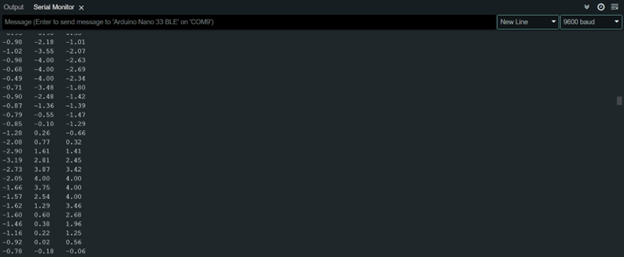 Output Serial Monitor ×
Message (Enter to send message to 'Arduino Nano 33 BLE' on 'COM9') New Line 9600 baud
-0.90 -2.18 -1.01
-1.02 -3.55 -2.07
-0.98 -4.00 -2.63
-0.68 -4.00 -2.69
-0.49 -4.00 -2.34
-0.71 -3.48 -1.80
-0.90 -2.48 -1.42
-0.87 -1.36 -1.39
-0.79 -0.55 -1.47
-0.85 -0.10 -1.29
-1.28 0.26 -0.66
-2.08 0.77 0.32
-2.90 1.61 1.41
-3.19 2.81 2.45
-2.73 3.87 3.42
-2.05 4.00 4.00
-1.66 3.75 4.00
-1.57 2.54 4.00
-1.62 1.29 3.46
-1.60 0.60 2.68
-1.46 0.38 1.96
-1.16 0.22 1.25
-0.92 0.02 0.56
-0.78 -0.18 -0.06